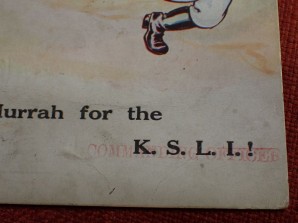 Hurrah for the
K. S. L. I.!